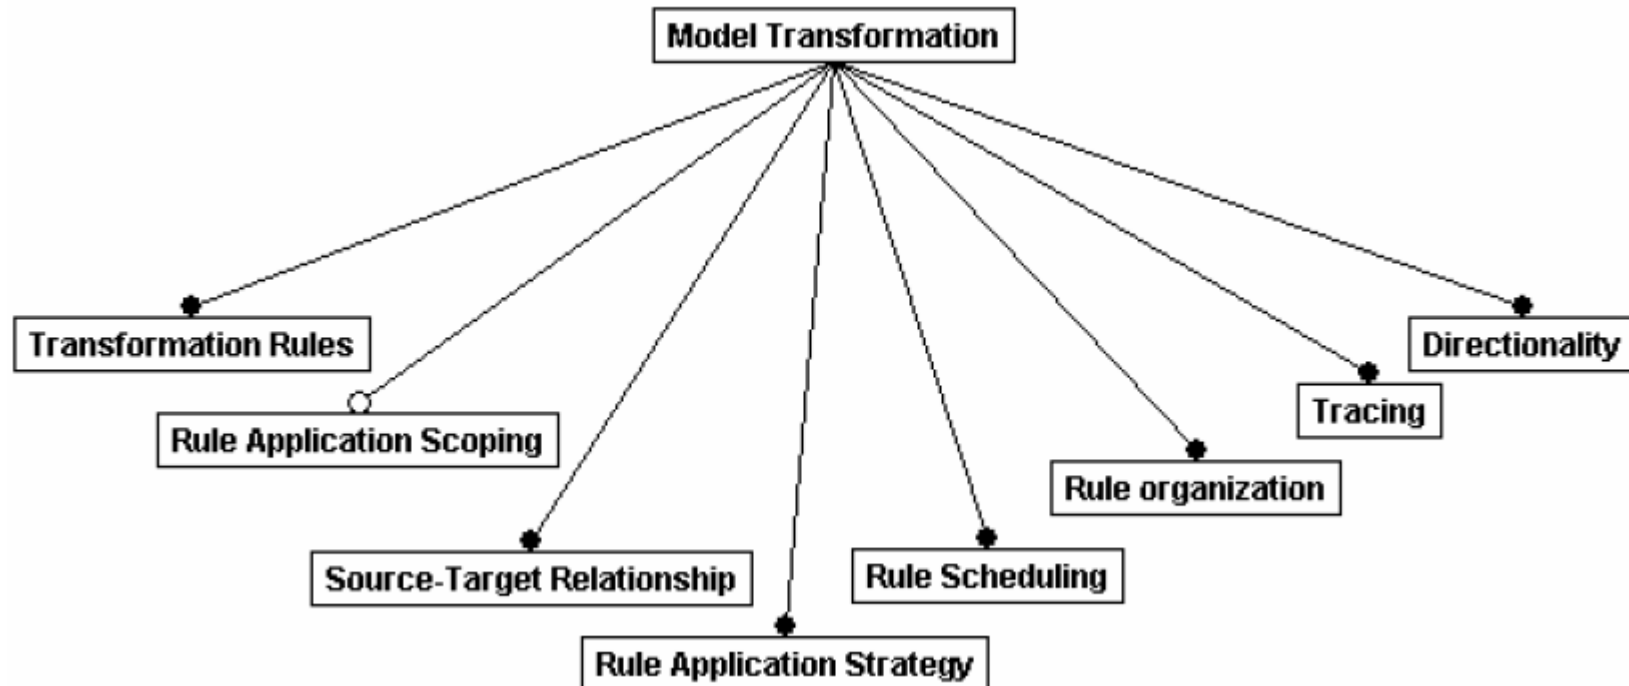 Model Transformation
Transformation Rules
Directionality
Rule Application Scoping
Tracing
Rule organization
Source-Target Relationship
Rule Scheduling
Rule Application Strategy